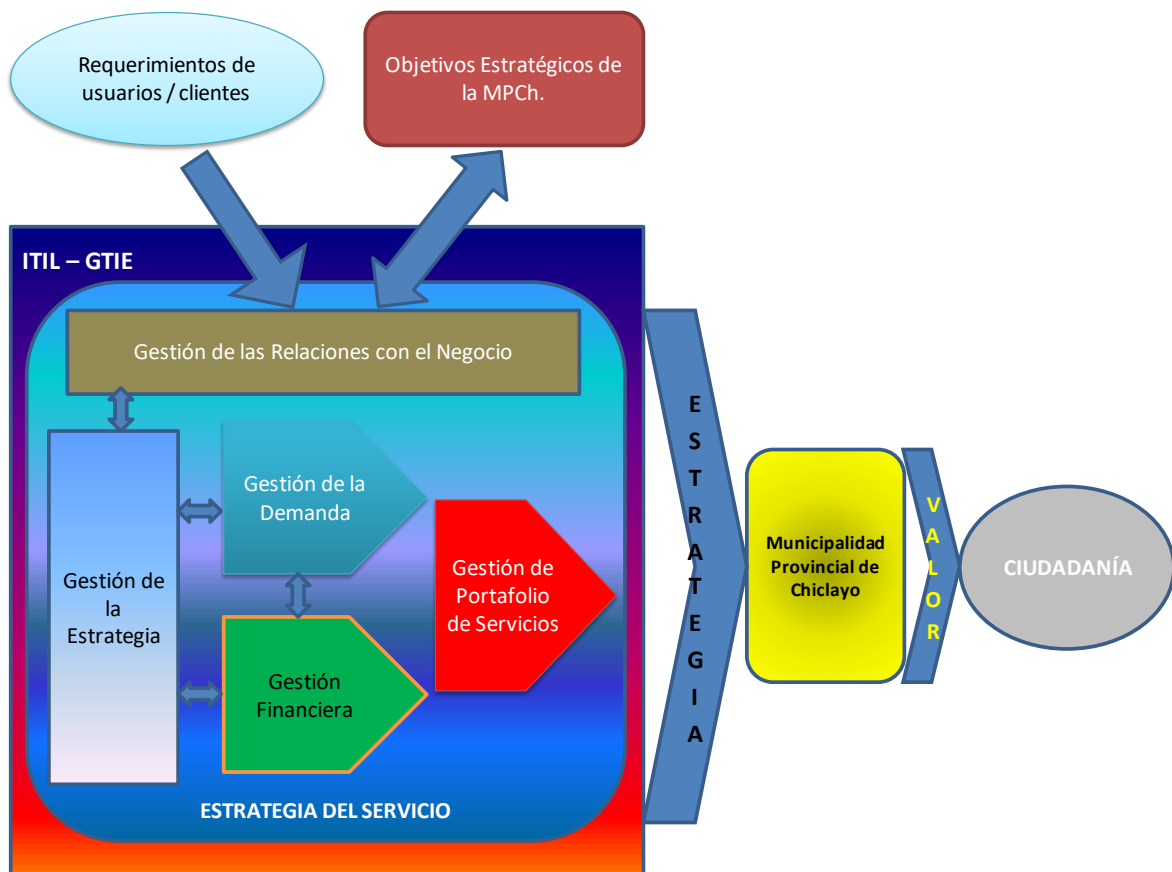 Requerimientos de
usuarios / clientes
Objetivos Estratégicos de
la MPCh.
ITIL – GTIE
Gestión de las Relaciones con el Negocio
Gestión de la
Demanda
Gestión de
la
Estrategia
Gestión de
Portafolio
de Servicios
Gestión
Financiera
ESTRATEGIA DEL SERVICIO
ESTRATEGIA
Municipalidad
Provincial de
Chiclayo
VALOR
CIUDADANÍA